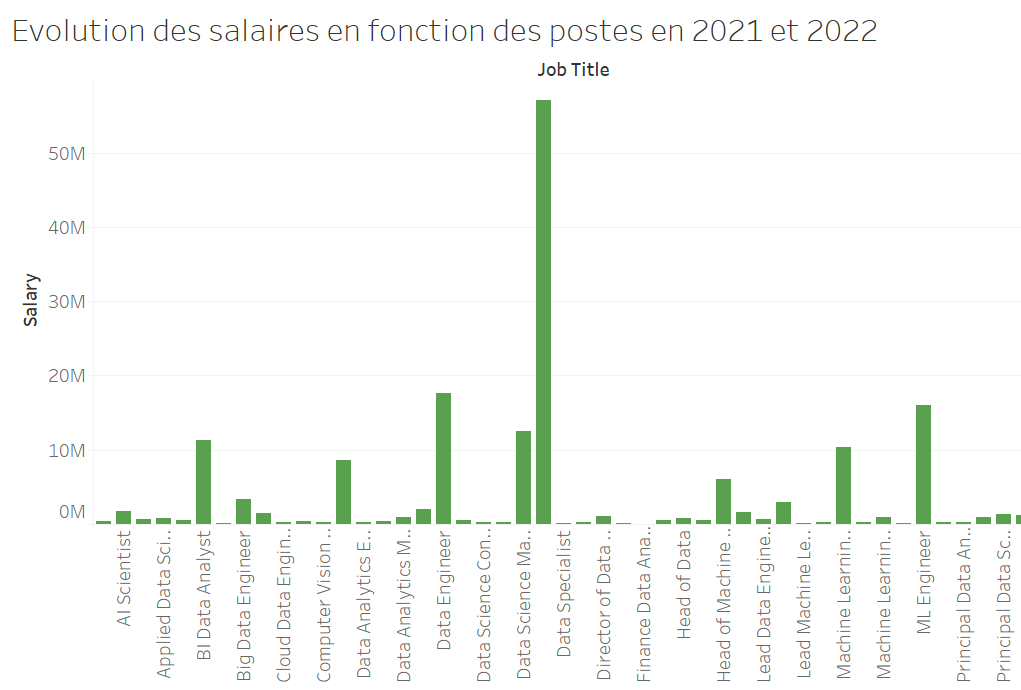 Evolution des salaires en fonction des postes en 2021 et 2022
Job Title
Salary
50M
40M
30M
20M
10M
0M
AI Scientist
Applied Data Sci..
BI Data Analyst
Big Data Engineer
Cloud Data Engin..
Computer Vision ..
Data Analytics E..
Data Analytics M..
Data Engineer
Data Science Con..
Data Science Ma..
Data Specialist
Director of Data ..
Finance Data Ana..
Head of Data
Head of Machine ..
Lead Data Engine..
Lead Machine Le..
Machine Learnin..
Machine Learnin..
ML Engineer
Principal Data An..
Principal Data Sc..